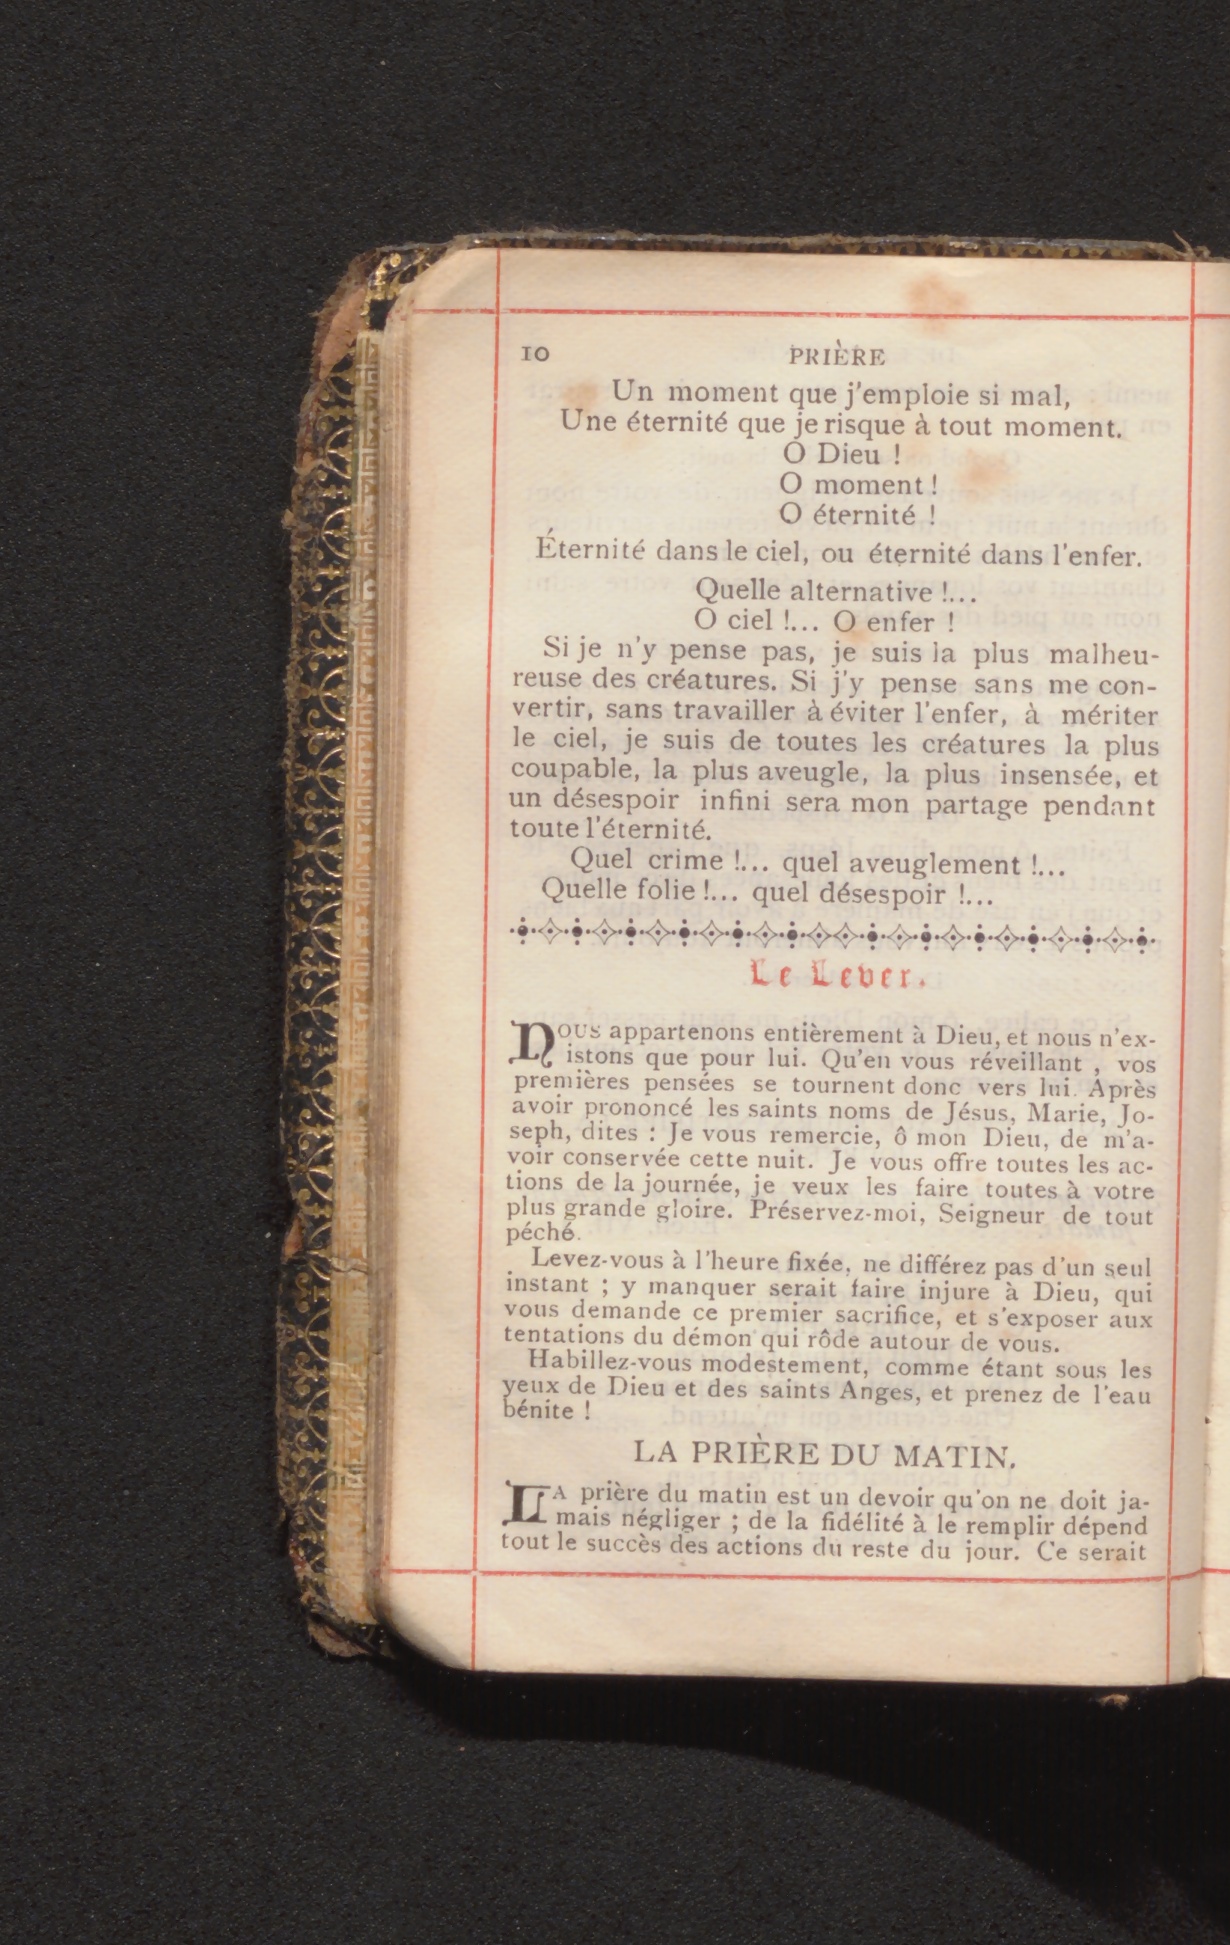 10 PRIÈRE
Un moment que j'emploie si mal,
Une éternité que je risque à tout moment.
O Dieu !
O moment !
O éternité !
Éternité dans le ciel, ou éternité dans l'enfer.
Quelle alternative !...
O ciel !... O enfer !
Si je n'y pense pas, je suis la plus malheu-
reuse des créatures. Si j'y pense sans me con-
vertir, sans travailler à éviter l'enfer, à mériter
le ciel, je suis de toutes les créatures la plus
coupable, la plus aveugle, la plus insensée, et
un désespoir infini sera mon partage pendant
toute l'éternité.
Quel crime !... quel aveuglement !...
Quelle folie !... quel désespoir !...
Le Lever.
NOUS appartenons entièrement à Dieu, et nous n'ex-
istons que pour lui. Qu'en vous réveillant , vos
premières pensées se tournent donc vers lui. Après
avoir prononcé les saints noms de Jésus, Marie, Jo-
seph, dites : Je vous remercie, ô mon Dieu, de m'a-
voir conservée cette nuit. Je vous offre toutes les ac-
tions de la journée, je veux les faire toutes à votre
plus grande gloire. Préservez-moi, Seigneur de tout
péché.
Levez-vous à l'heure fixée, ne différez pas d'un seul
instant ; y manquer serait faire injure à Dieu, qui
vous demande ce premier sacrifice, et s'exposer aux
tentations du démon qui rôde autour de vous.
Habillez-vous modestement, comme étant sous les
yeux de Dieu et des saints Anges, et prenez de l'eau
bénite !
LA PRIÈRE DU MATIN.
LA prière du matin est un devoir qu'on ne doit ja-
mais négliger ; de la fidélité à le remplir dépend
tout le succès des actions du reste du jour. Ce serait